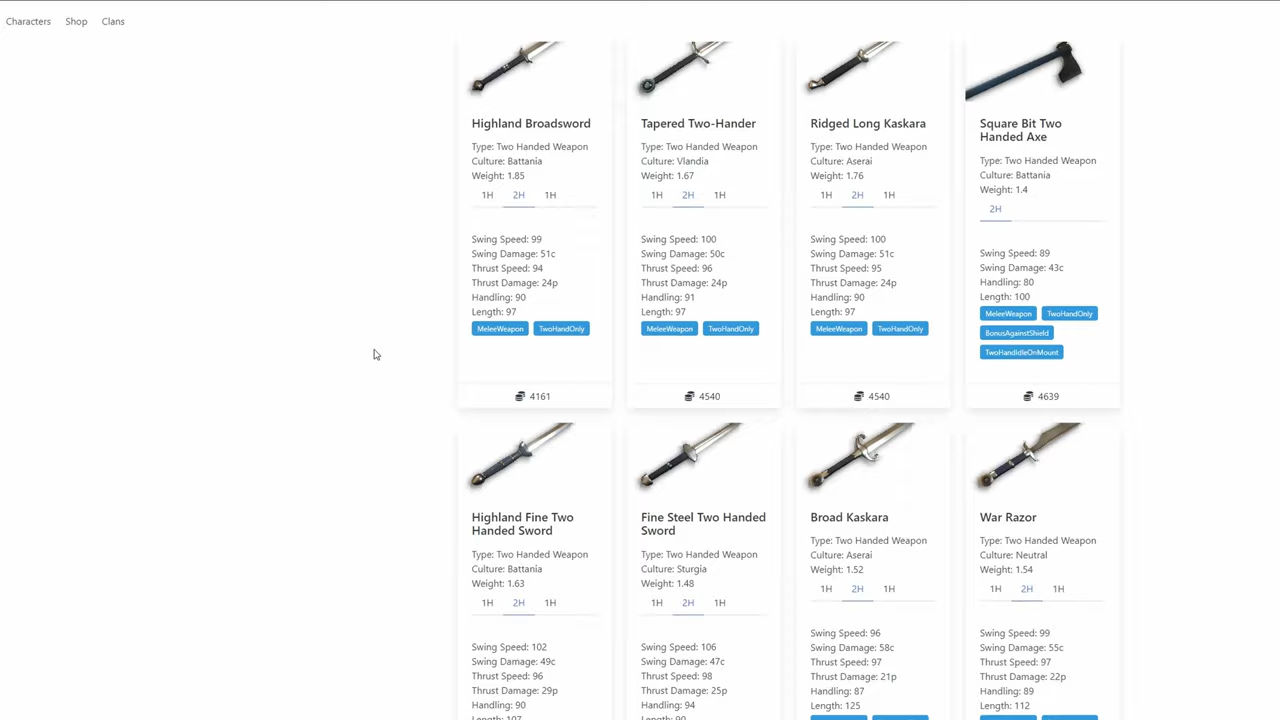 Characters Shop Clans
Highland Broadsword
Type: Two Handed Weapon
Culture: Battania
Weight: 1.85
1H 2H 1H
Swing Speed: 99
Swing Damage: 51c
Thrust Speed: 94
Thrust Damage: 24p
Handling: 90
Length: 97
MeleeWeapon TwoHandOnly
4161
Tapered Two-Hander
Type: Two Handed Weapon
Culture: Vlandia
Weight: 1.67
1H 2H 1H
Swing Speed: 100
Swing Damage: 50c
Thrust Speed: 96
Thrust Damage: 24p
Handling: 91
Length: 97
MeleeWeapon TwoHandOnly
4540
Ridged Long Kaskara
Type: Two Handed Weapon
Culture: Aserai
Weight: 1.76
1H 2H 1H
Swing Speed: 100
Swing Damage: 51c
Thrust Speed: 95
Thrust Damage: 24p
Handling: 90
Length: 97
MeleeWeapon TwoHandOnly
4540
Square Bit Two
Handed Axe
Type: Two Handed Weapon
Culture: Battania
Weight: 1.4
2H
Swing Speed: 89
Swing Damage: 43c
Handling: 80
Length: 100
MeleeWeapon TwoHandOnly
BonusAgainstShield
TwoHandIdleOnMount
4639
Highland Fine Two
Handed Sword
Type: Two Handed Weapon
Culture: Battania
Weight: 1.63
1H 2H 1H
Swing Speed: 102
Swing Damage: 49c
Thrust Speed: 96
Thrust Damage: 29p
Handling: 90
Length: 107
Fine Steel Two Handed
Sword
Type: Two Handed Weapon
Culture: Sturgia
Weight: 1.48
1H 2H 1H
Swing Speed: 106
Swing Damage: 47c
Thrust Speed: 98
Thrust Damage: 25p
Handling: 94
Length: 90
Broad Kaskara
Type: Two Handed Weapon
Culture: Aserai
Weight: 1.52
1H 2H 1H
Swing Speed: 96
Swing Damage: 58c
Thrust Speed: 97
Thrust Damage: 21p
Handling: 87
Length: 125
War Razor
Type: Two Handed Weapon
Culture: Neutral
Weight: 1.54
1H 2H 1H
Swing Speed: 99
Swing Damage: 55c
Thrust Speed: 97
Thrust Damage: 22p
Handling: 89
Length: 112